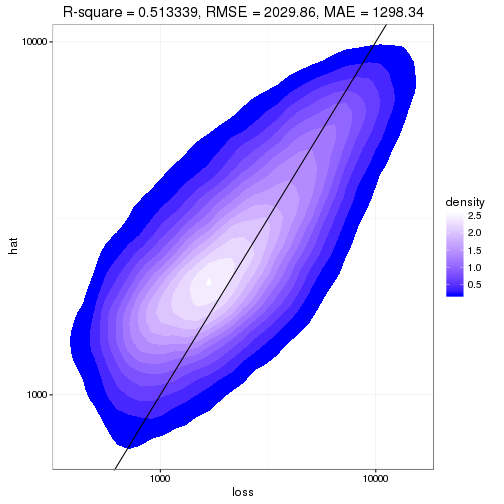 R-square = 0.513339, RMSE = 2029.86, MAE = 1298.34
10000
1000
hat
1000
10000
loss
density
2.5
2.0
1.5
1.0
0.5